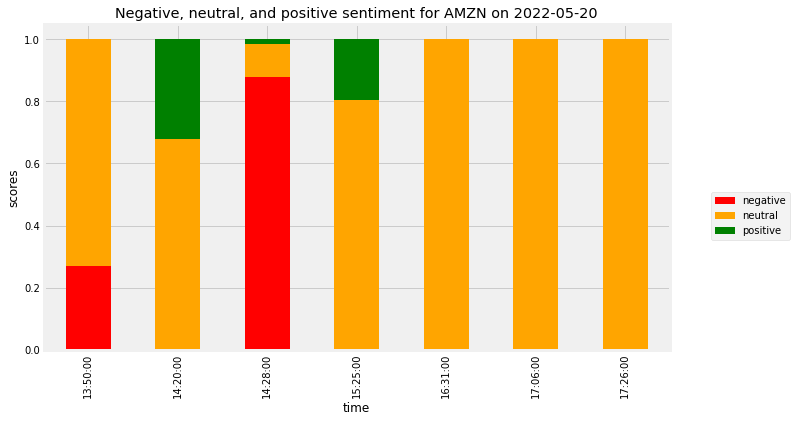 Negative, neutral, and positive sentiment for AMZN on 2022-05-20
scores
1.0
0.8
0.6
0.4
0.2
0.0
13:50:00
14:20:00
14:28:00
15:25:00
16:31:00
17:06:00
17:26:00
time
negative
neutral
positive